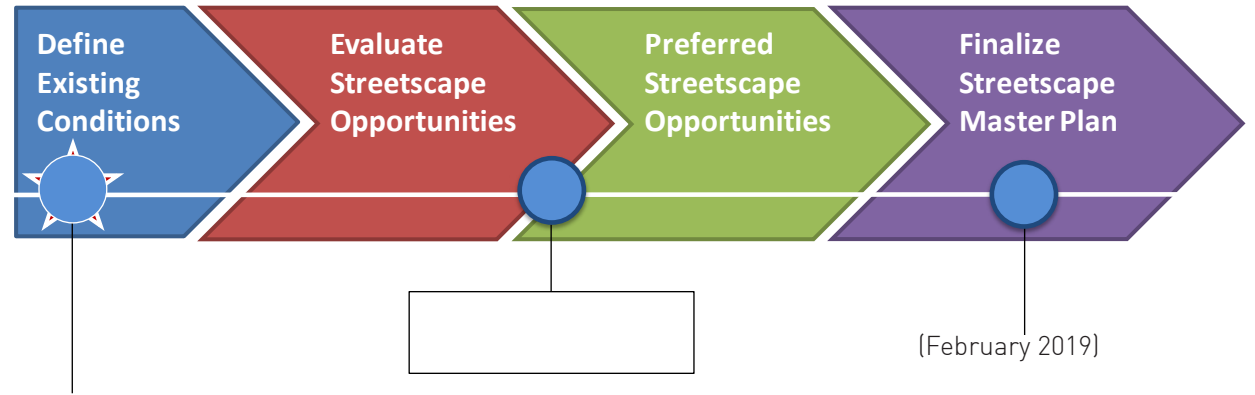 Define
Existing
Conditions
Evaluate
Streetscape
Opportunities
Preferred
Streetscape
Opportunities
Finalize
Streetscape
Master Plan
(February 2019)